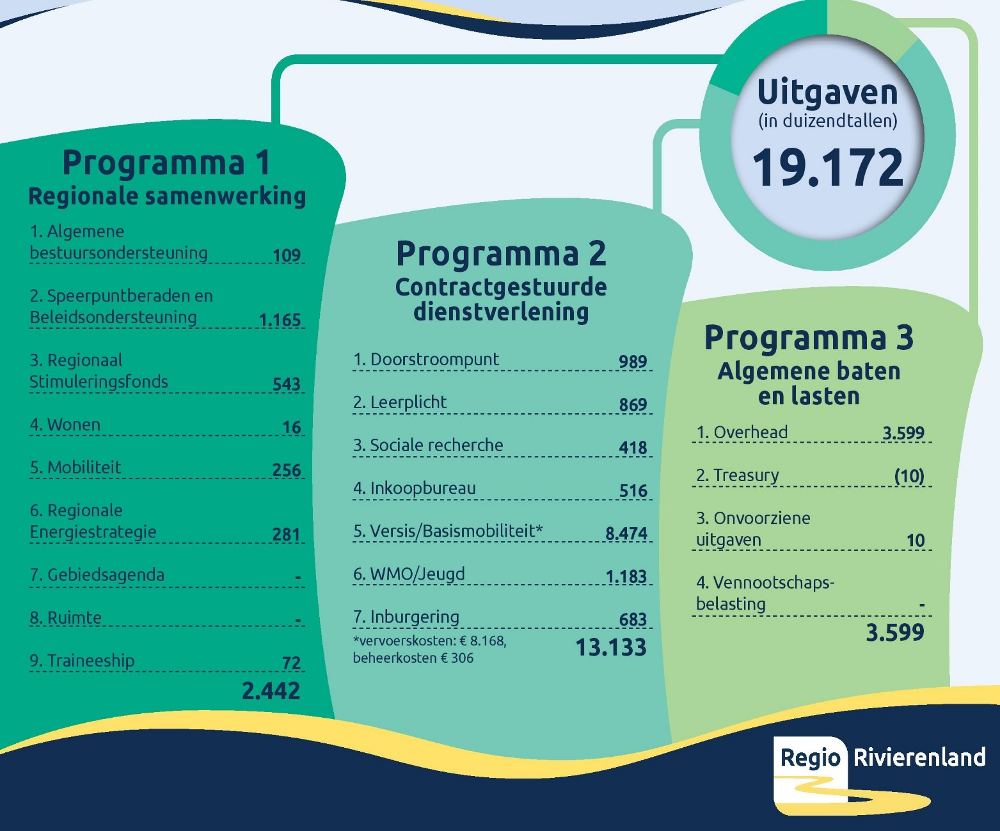 Uitgaven
(in duizendtallen)
19.172
Programma 1
Regionale samenwerking
1. Algemene
bestuursondersteuning 109
2. Speerpuntberaden en
Beleidsondersteuning 1.165
3. Regionaal
Stimuleringsfonds 543
4. Wonen 16
5. Mobiliteit 256
6. Regionale
Energiestrategie 281
7. Gebiedsagenda -
8. Ruimte -
9. Traineeship 72
2.442
Programma 2
Contractgestuurde
dienstverlening
1. Doorstroompunt 989
2. Leerplicht 869
3. Sociale recherche 418
4. Inkoopbureau 516
5. Versis/Basismobiliteit* 8.474
6. WMO/Jeugd 1.183
7. Inburgering 683
*vervoerskosten: € 8.168,
beheerkosten € 306
13.133
Programma 3
Algemene baten
en lasten
1. Overhead 3.599
2. Treasury (10)
3. Onvoorziene
uitgaven 10
4. Vennootschaps-
belasting -
3.599
Regio Rivierenland